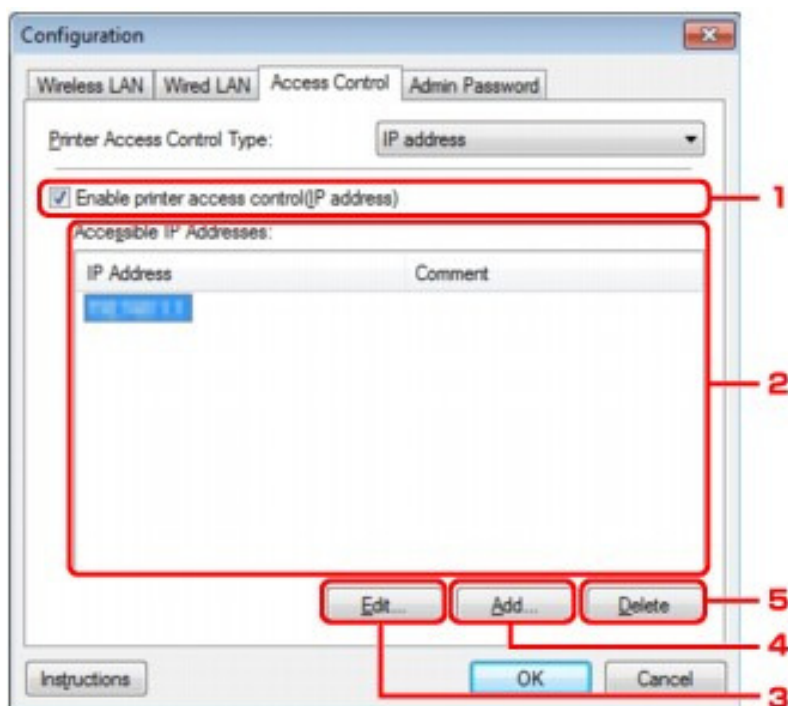 Configuration
Wireless LAN Wired LAN Access Control Admin Password
Printer Access Control Type: IP address
Enable printer access control(IP address) 1
Accessible IP Addresses:
IP Address Comment
2
Edit... Add... Delete 5
4
Instructions OK Cancel
3